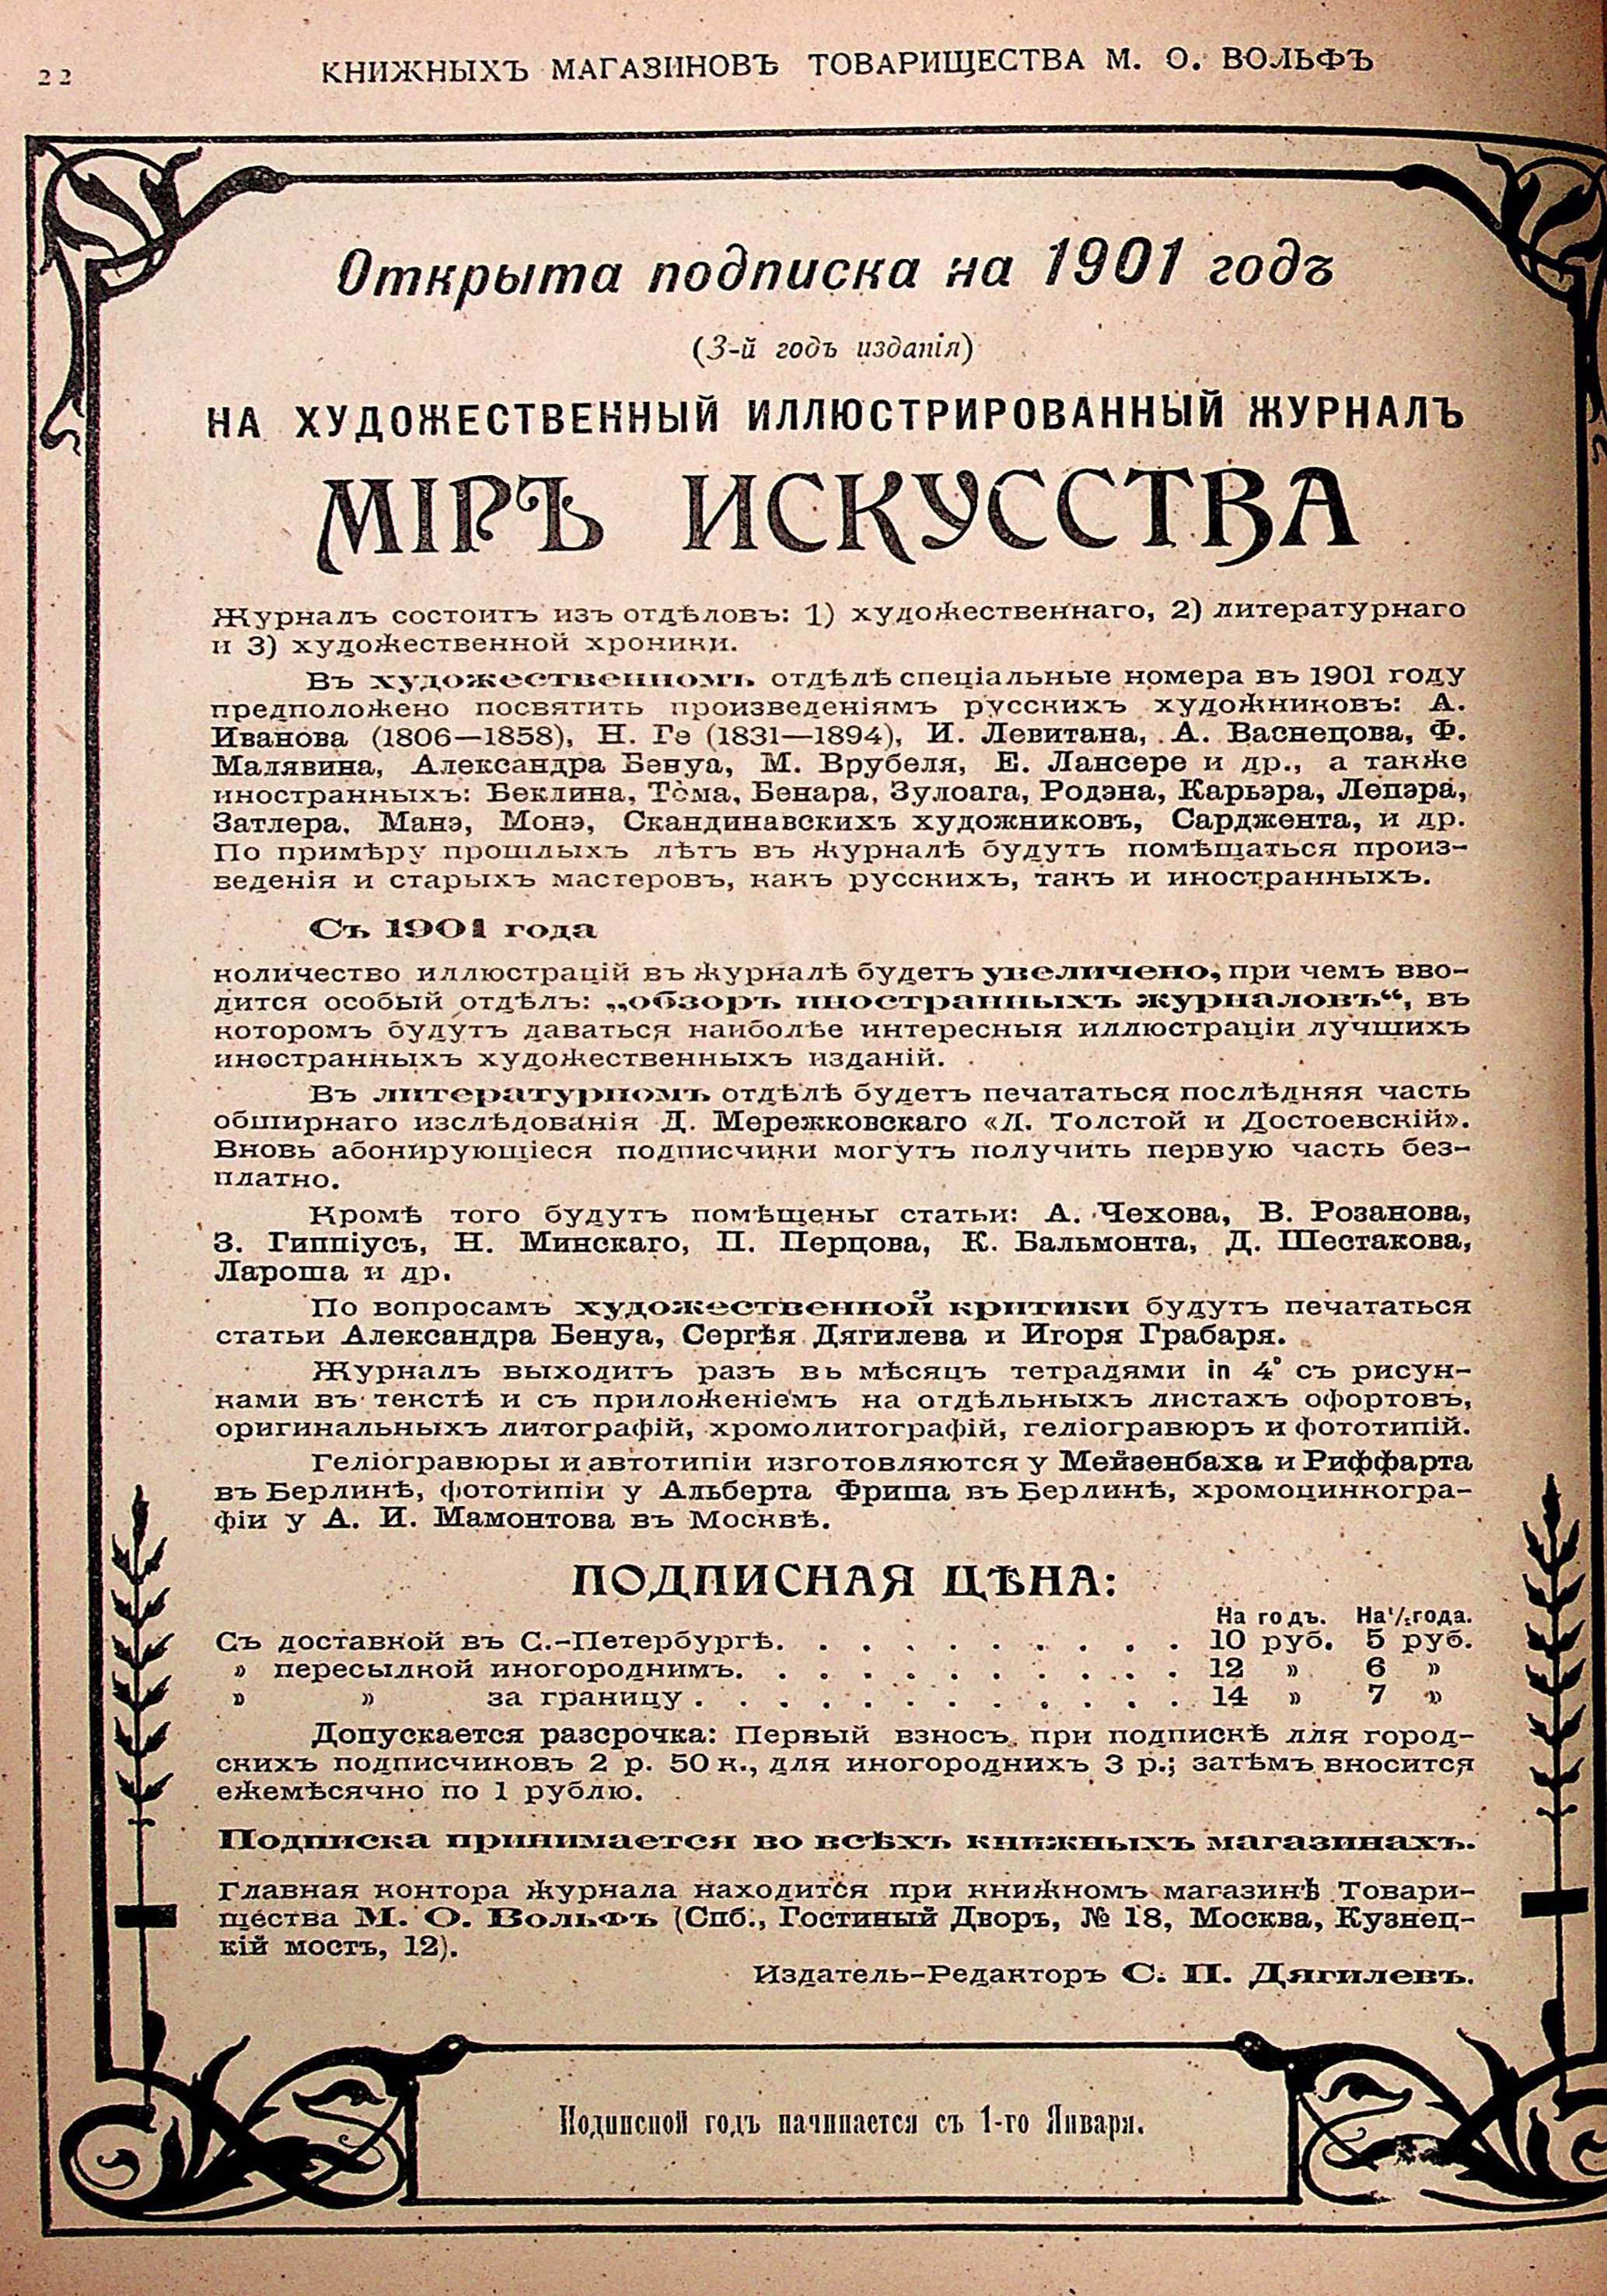 22
КНИЖНЫХЪ МАГАЗИНОВЪ ТОВАРИЩЕСТВА М. О. ВОЛЬФЪ
Открыта подписка на 1901 годъ
(3-й годъ изданія)
НА ХУДОЖЕСТВЕННЫЙ ИЛЛЮСТРИРОВАННЫЙ ЖУРНАЛЪ
МІРЪ ИСКУССТВА
Журналъ состоитъ изъ отдѣловъ: 1) художественнаго, 2) литературнаго
и 3) художественной хроники.
Въ художественномъ отдѣлѣ спеціальные номера въ 1901 году
предположено посвятить произведеніямъ русскихъ художниковъ: А.
Иванова (1806—1858), Н. Ге (1831—1894), И. Левитана, А. Васнецова, Ф.
Малявина, Александра Бенуа, М. Врубеля, Е. Лансере и др., а также
иностранныхъ: Беклина, Тома, Бенара, Зулоага, Родэна, Карьэра, Лепэра,
Затлера, Манэ, Монэ, Скандинавскихъ художниковъ, Сарджента, и др.
По примѣру прошлыхъ лѣтъ въ журналѣ будутъ помѣщаться произ-
веденія и старыхъ мастеровъ, какъ русскихъ, такъ и иностранныхъ.
Съ 1901 года
количество иллюстрацій въ журналѣ будетъ увеличено, при чемъ вво-
дится особый отдѣлъ: „обзоръ иностранныхъ журналовъ“, въ
которомъ будутъ даваться наиболѣе интересныя иллюстраціи лучшихъ
иностранныхъ художественныхъ изданій.
Въ литературномъ отдѣлѣ будетъ печататься послѣдняя часть
обширнаго изслѣдованія Д. Мережковскаго «Л. Толстой и Достоевскій».
Вновь абонирующіеся подписчики могутъ получить первую часть без-
платно.
Кромѣ того будутъ помѣщены статьи: А. Чехова, В. Розанова,
З. Гиппіусъ, Н. Минскаго, П. Перцова, К. Бальмонта, Д. Шестакова,
Лароша и др.
По вопросамъ художественной критики будутъ печататься
статьи Александра Бенуа, Сергѣя Дягилева и Игоря Грабаря.
Журналъ выходитъ разъ въ мѣсяцъ тетрадями in 4° съ рисун-
ками въ текстѣ и съ приложеніемъ на отдѣльныхъ листахъ офортовъ,
оригинальныхъ литографій, хромолитографій, геліогравюръ и фототипій.
Геліогравюры и автотипіи изготовляются у Мейзенбаха и Риффарта
въ Берлинѣ, фототипіи у Альберта Фриша въ Берлинѣ, хромоцинкогра-
фіи у А. И. Мамонтова въ Москвѣ.
ПОДПИСНАЯ ЦѢНА:
На годъ. На ½ года.
Съ доставкой въ С.-Петербургѣ. . . . . . . . . . . 10 руб. 5 руб.
» пересылкой иногороднимъ. . . . . . . . . . . . 12 » 6 »
» » за границу . . . . . . . . . . . . . 14 » 7 »
Допускается разсрочка: Первый взносъ при подпискѣ для город-
скихъ подписчиковъ 2 р. 50 к., для иногороднихъ 3 р.; затѣмъ вносится
ежемѣсячно по 1 рублю.
Подписка принимается во всѣхъ книжныхъ магазинахъ.
Главная контора журнала находится при книжномъ магазинѣ Товари-
щества М. О. Вольфъ (Спб., Гостиный Дворъ, № 18, Москва, Кузнец-
кій мостъ, 12).
Издатель-Редакторъ С. П. Дягилевъ.
Подписной годъ начинается съ 1-го Января.